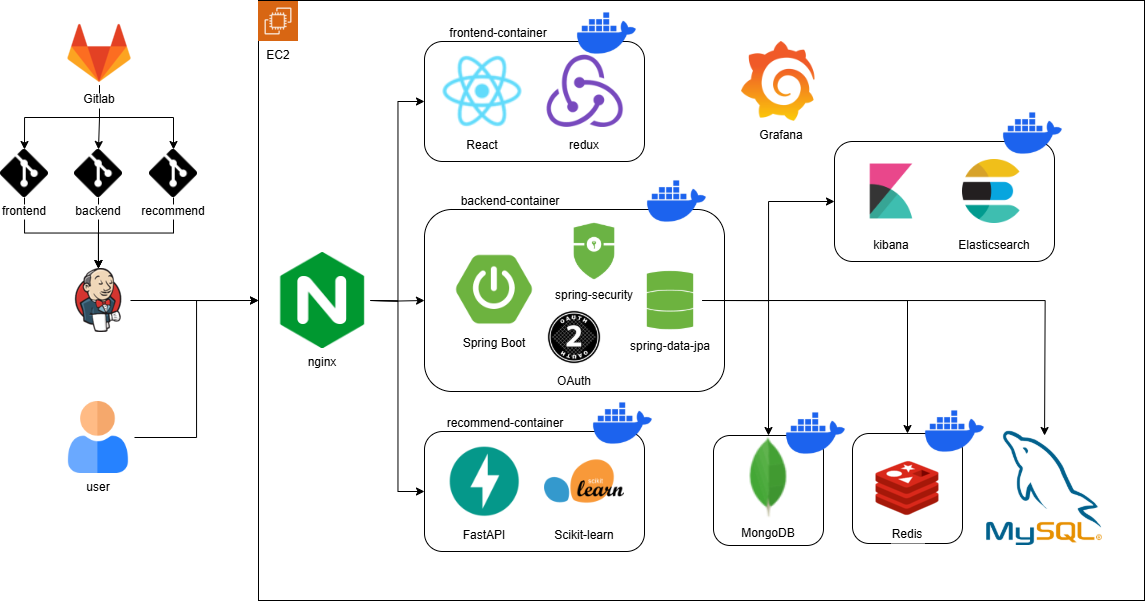 Gitlab
frontend
backend
recommend
user
EC2
nginx
frontend-container
React
redux
Grafana
backend-container
Spring Boot
spring-security
OAUTH
2
OAUTH
OAuth
spring-data-jpa
kibana
Elasticsearch
recommend-container
FastAPI
learn
Scikit-learn
MongoDB
Redis
MySQL